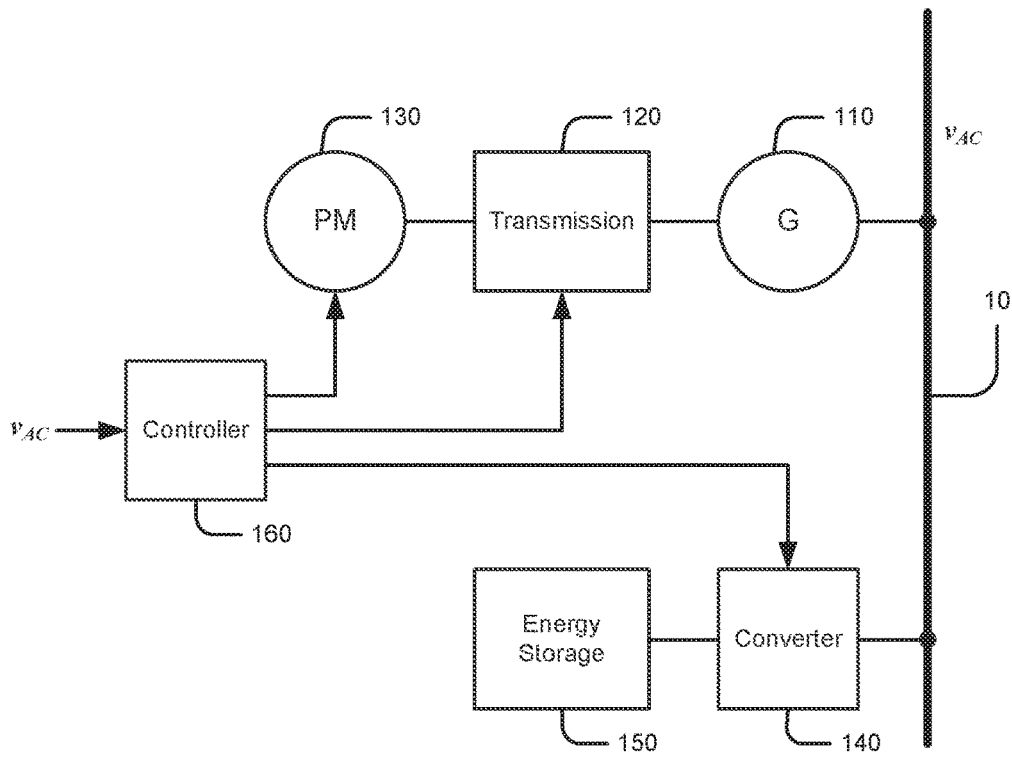 130
120
110
v_AC
PM
Transmission
G
10
v_AC
Controller
160
Energy
Storage
Converter
150
140